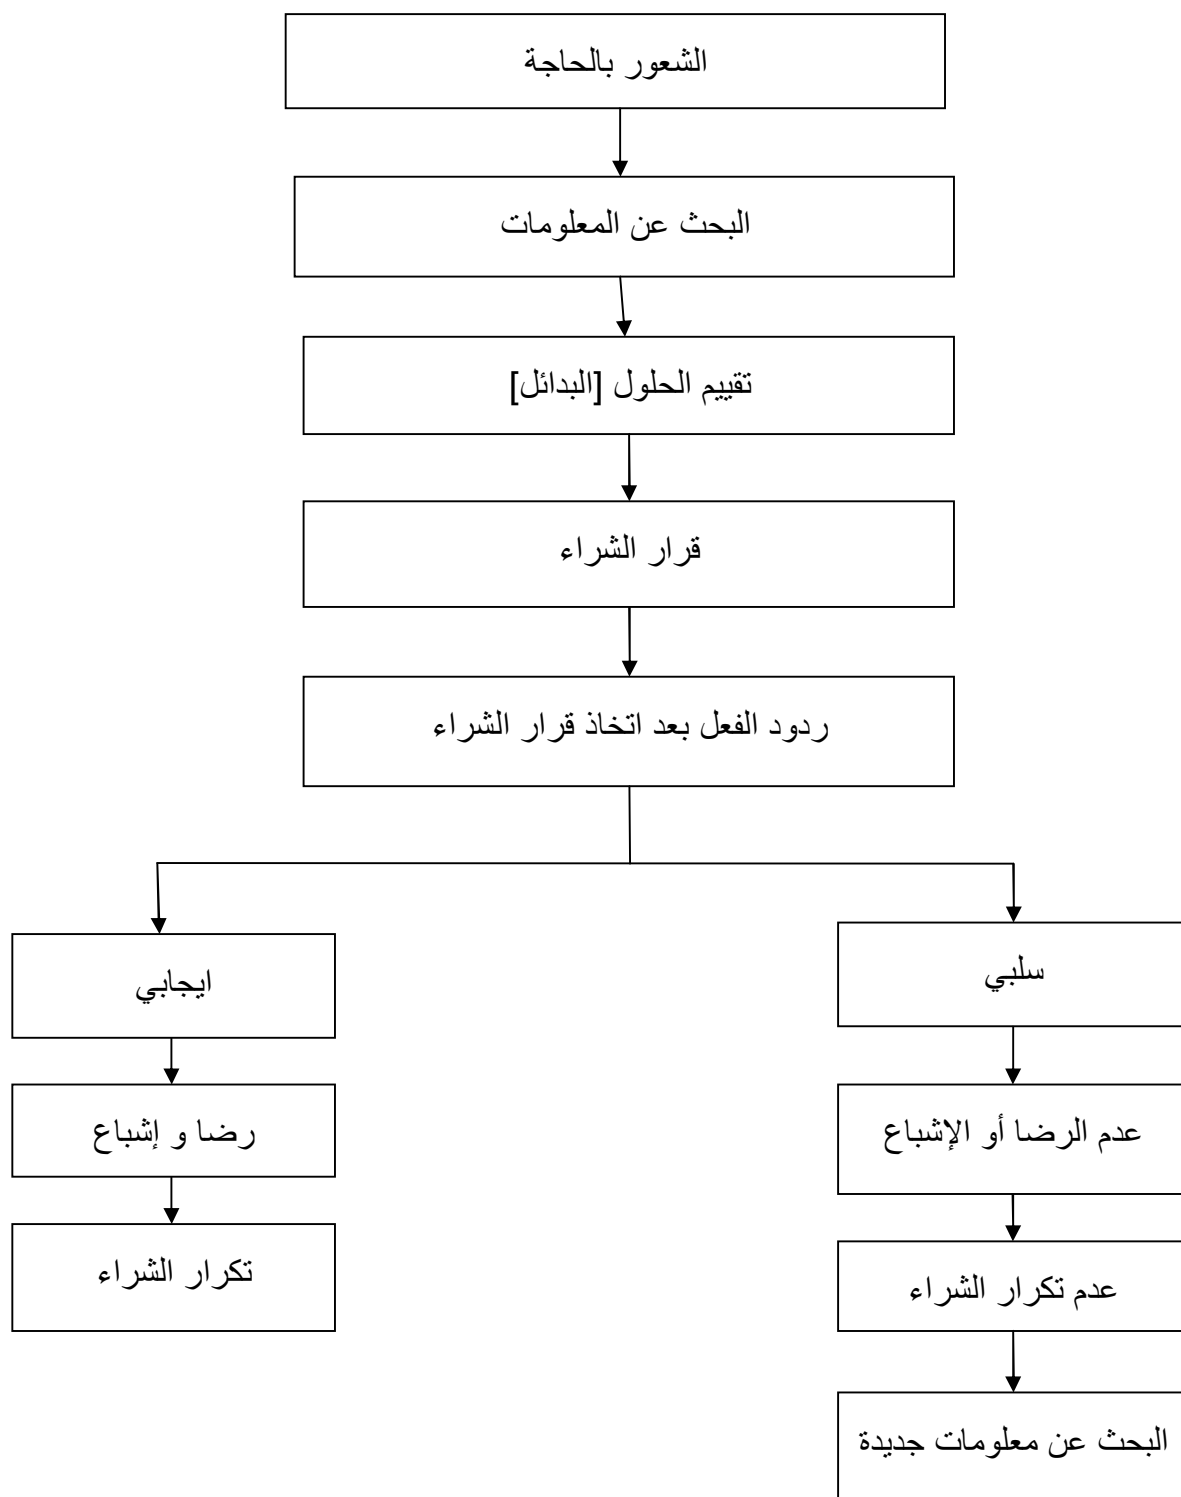 الشعور بالحاجة
البحث عن المعلومات
تقييم الحلول [البدائل]
قرار الشراء
ردود الفعل بعد اتخاذ قرار الشراء
سلبي
ايجابي
عدم الرضا أو الإشباع
رضا و إشباع
عدم تكرار الشراء
تكرار الشراء
البحث عن معلومات جديدة